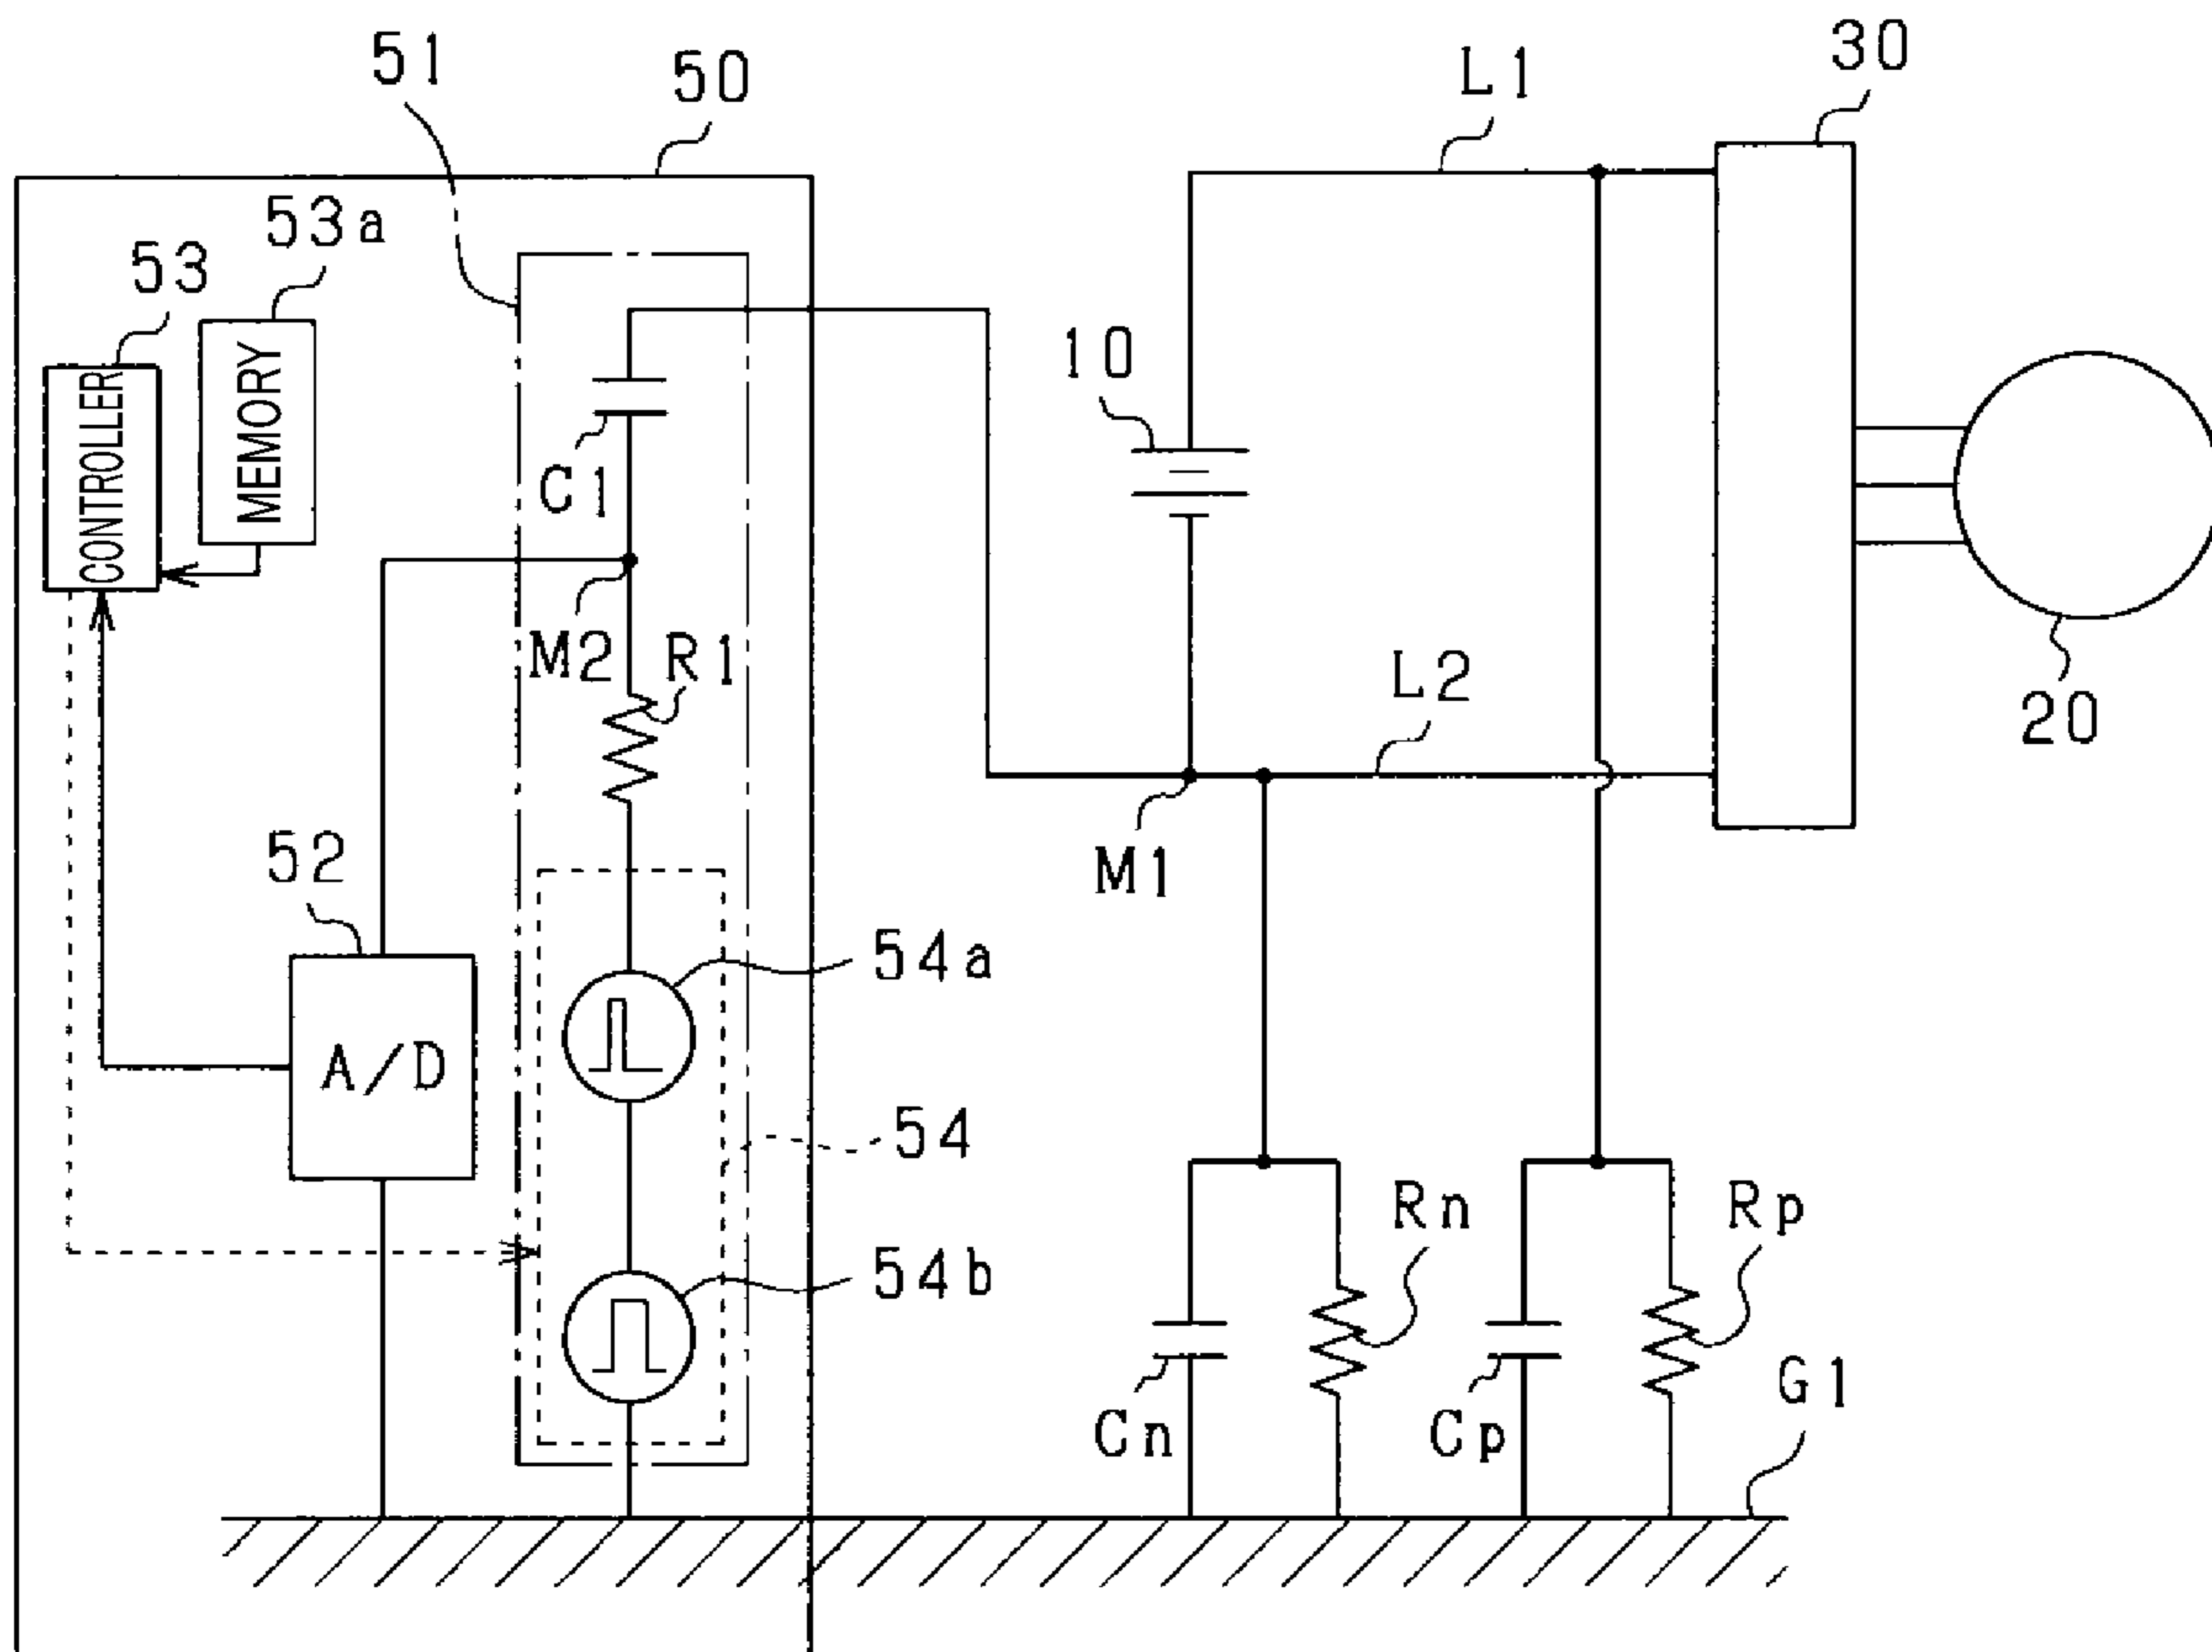 51
50
L1
30
53
53a
CONTROLLER
MEMORY
10
C1
M2
R1
L2
20
M1
52
54a
A/D
54
54b
Rn
Rp
Cn
Cp
G1